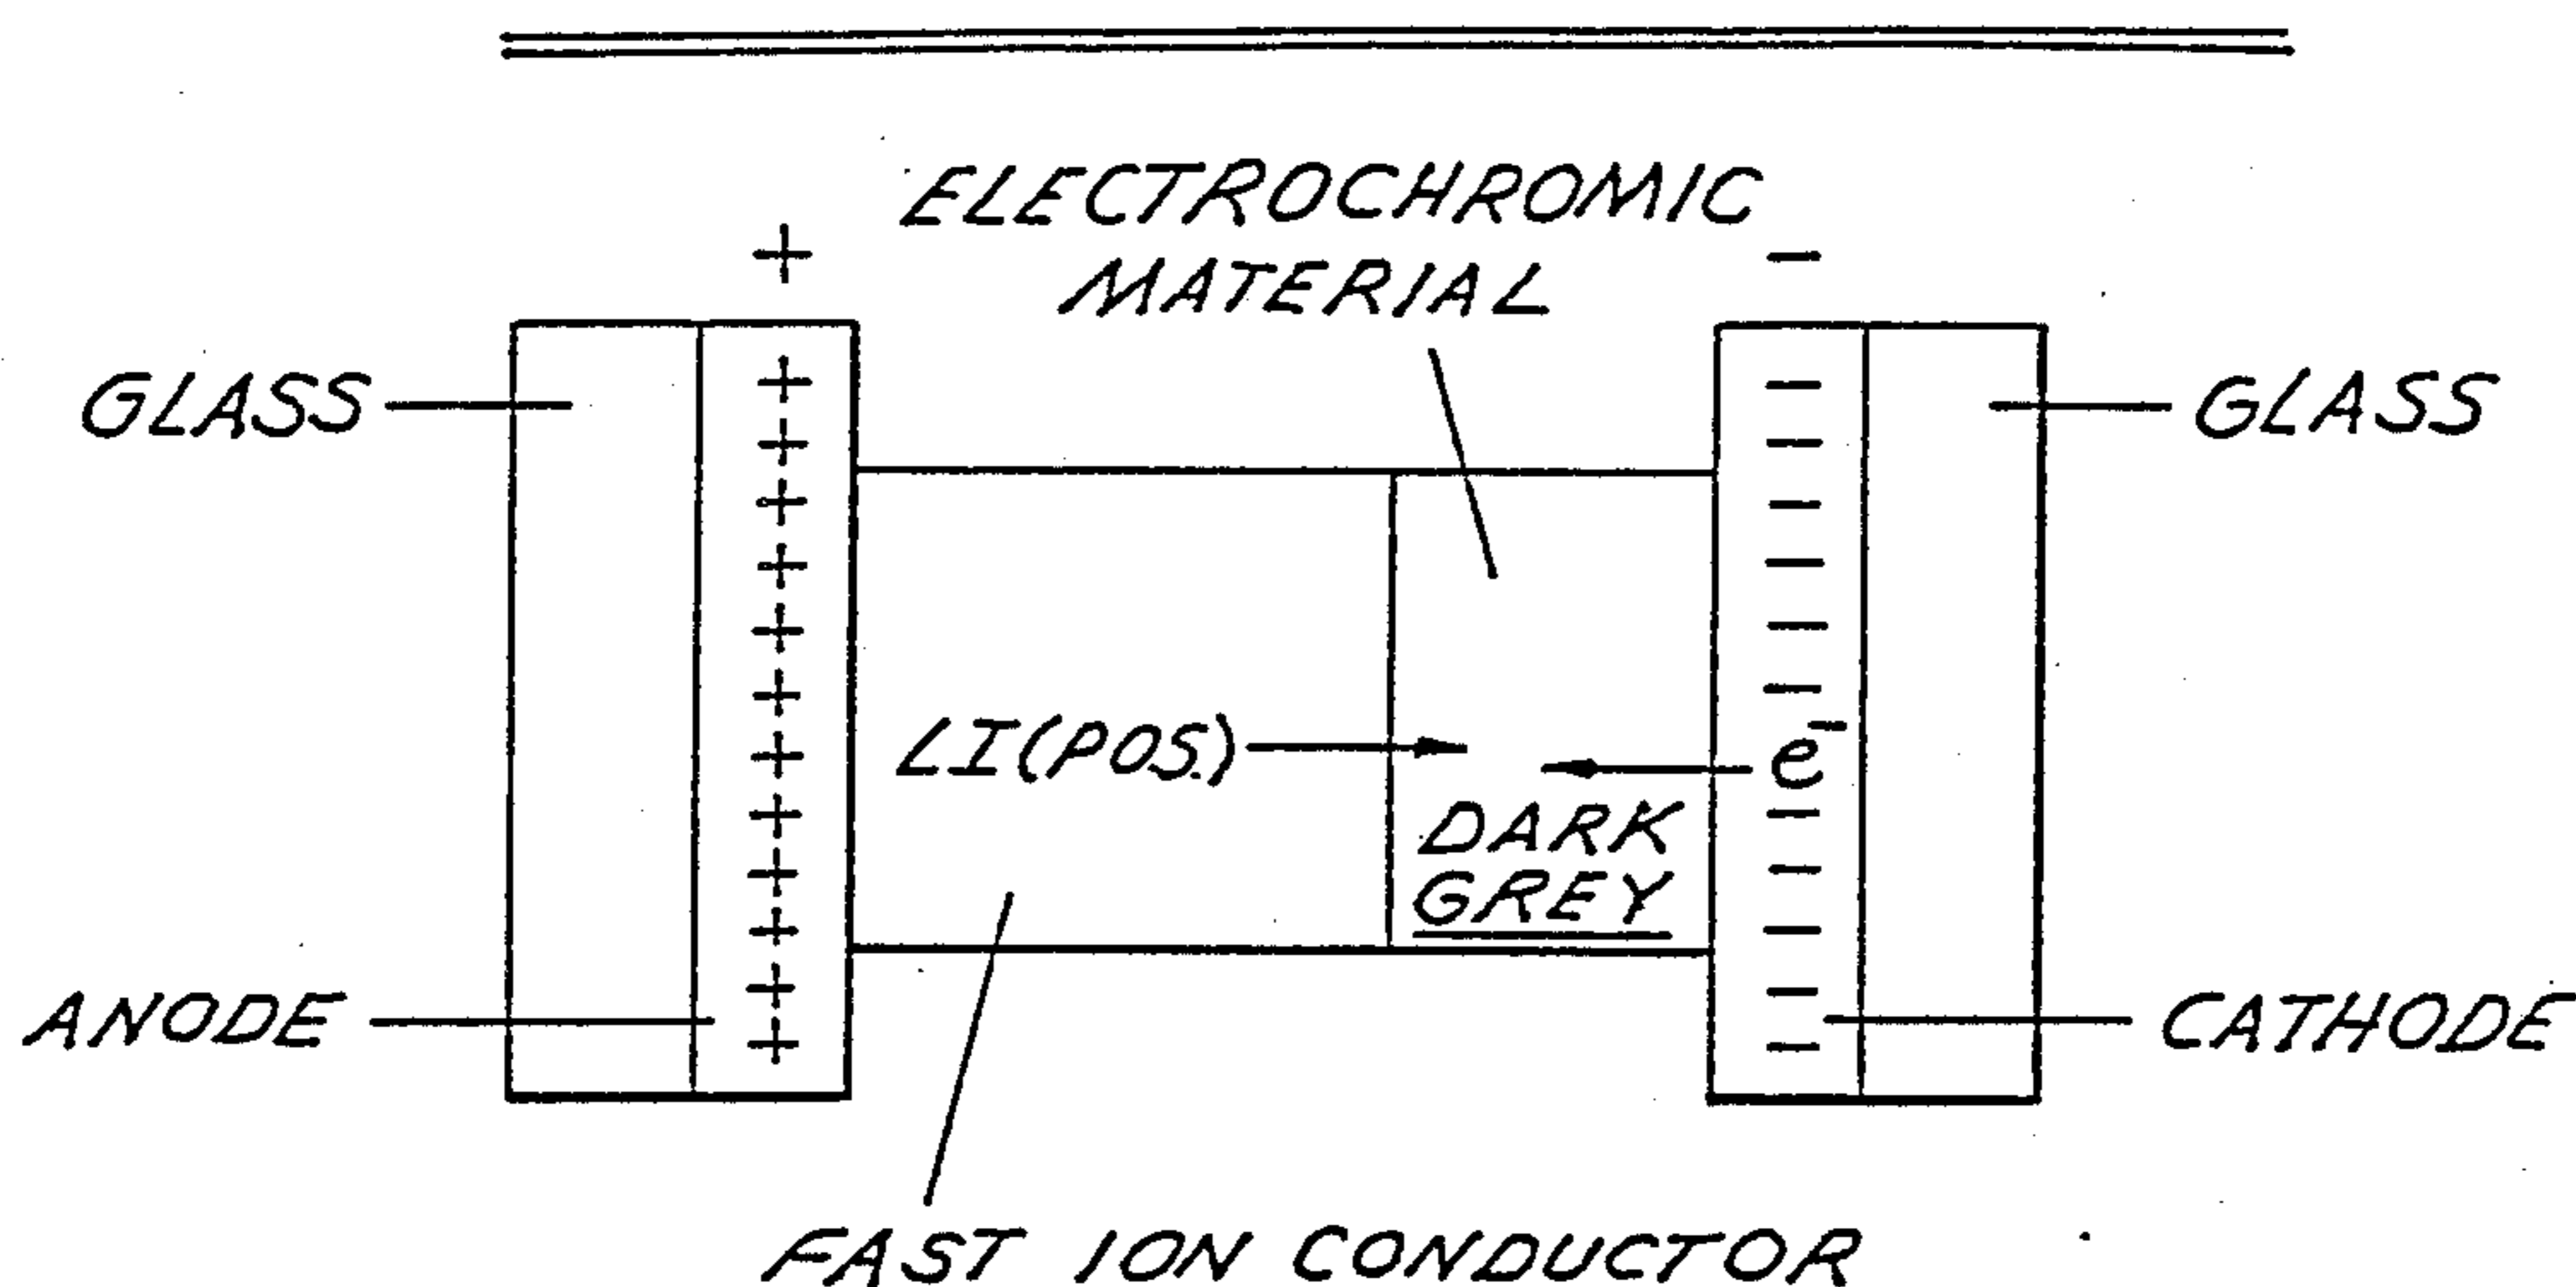 ELECTROCHROMIC
MATERIAL
+
−
GLASS
GLASS
+
+
+
+
+
+
+
+
+
+
+
+
−
−
−
−
−
−
−
−
−
−
−
LI(POS.)
e⁻
DARK
GREY
ANODE
CATHODE
FAST ION CONDUCTOR